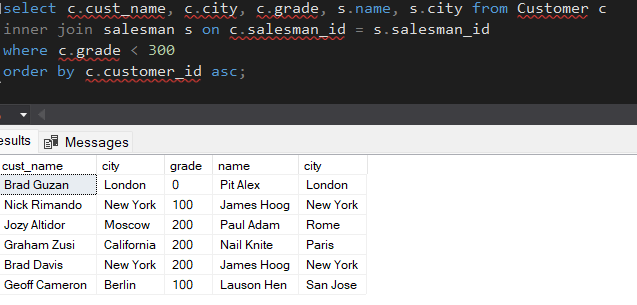 select c.cust_name, c.city, c.grade, s.name, s.city from Customer c
inner join salesman s on c.salesman_id = s.salesman_id
where c.grade < 300
order by c.customer_id asc;
Messages
cust_name city grade name city
Brad Guzan London 0 Pit Alex London
Nick Rimando New York 100 James Hoog New York
Jozy Altidor Moscow 200 Paul Adam Rome
Graham Zusi California 200 Nail Knite Paris
Brad Davis New York 200 James Hoog New York
Geoff Cameron Berlin 100 Lauson Hen San Jose